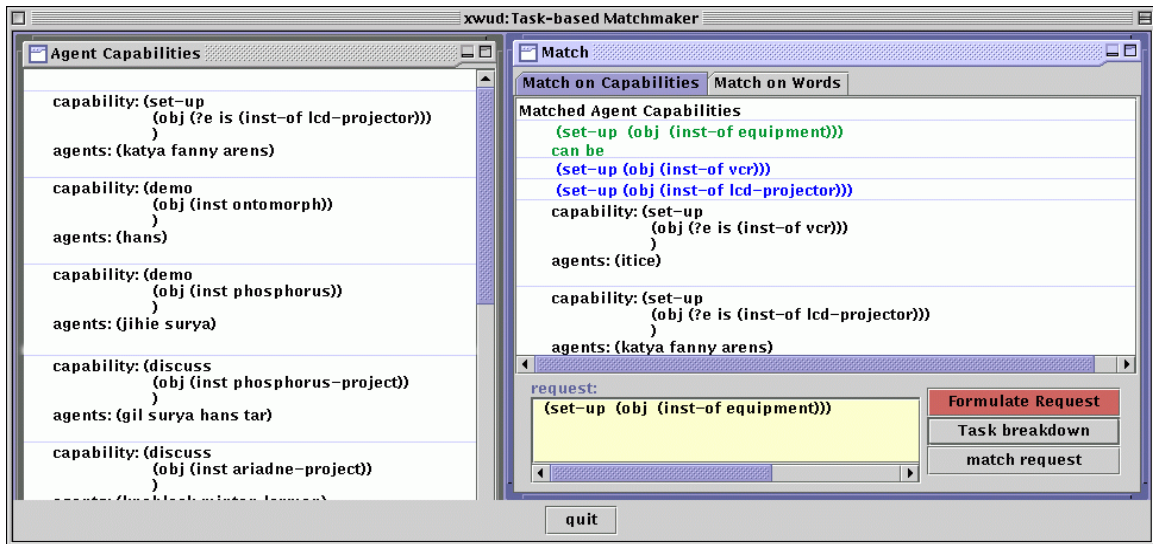 xwud: Task-based Matchmaker
Agent Capabilities
capability: (set-up
(obj (?e is (inst-of lcd-projector)))
)
agents: (katya fanny arens)
capability: (demo
(obj (inst ontomorph))
)
agents: (hans)
capability: (demo
(obj (inst phosphorus))
)
agents: (jihie surya)
capability: (discuss
(obj (inst phosphorus-project))
)
agents: (gil surya hans tar)
capability: (discuss
(obj (inst ariadne-project))
)
Match
Match on Capabilities Match on Words
Matched Agent Capabilities
(set-up (obj (inst-of equipment)))
can be
(set-up (obj (inst-of vcr)))
(set-up (obj (inst-of lcd-projector)))
capability: (set-up
(obj (?e is (inst-of vcr)))
)
agents: (itice)
capability: (set-up
(obj (?e is (inst-of lcd-projector)))
)
agents: (katya fanny arens)
request:
(set-up (obj (inst-of equipment)))
Formulate Request
Task breakdown
match request
quit